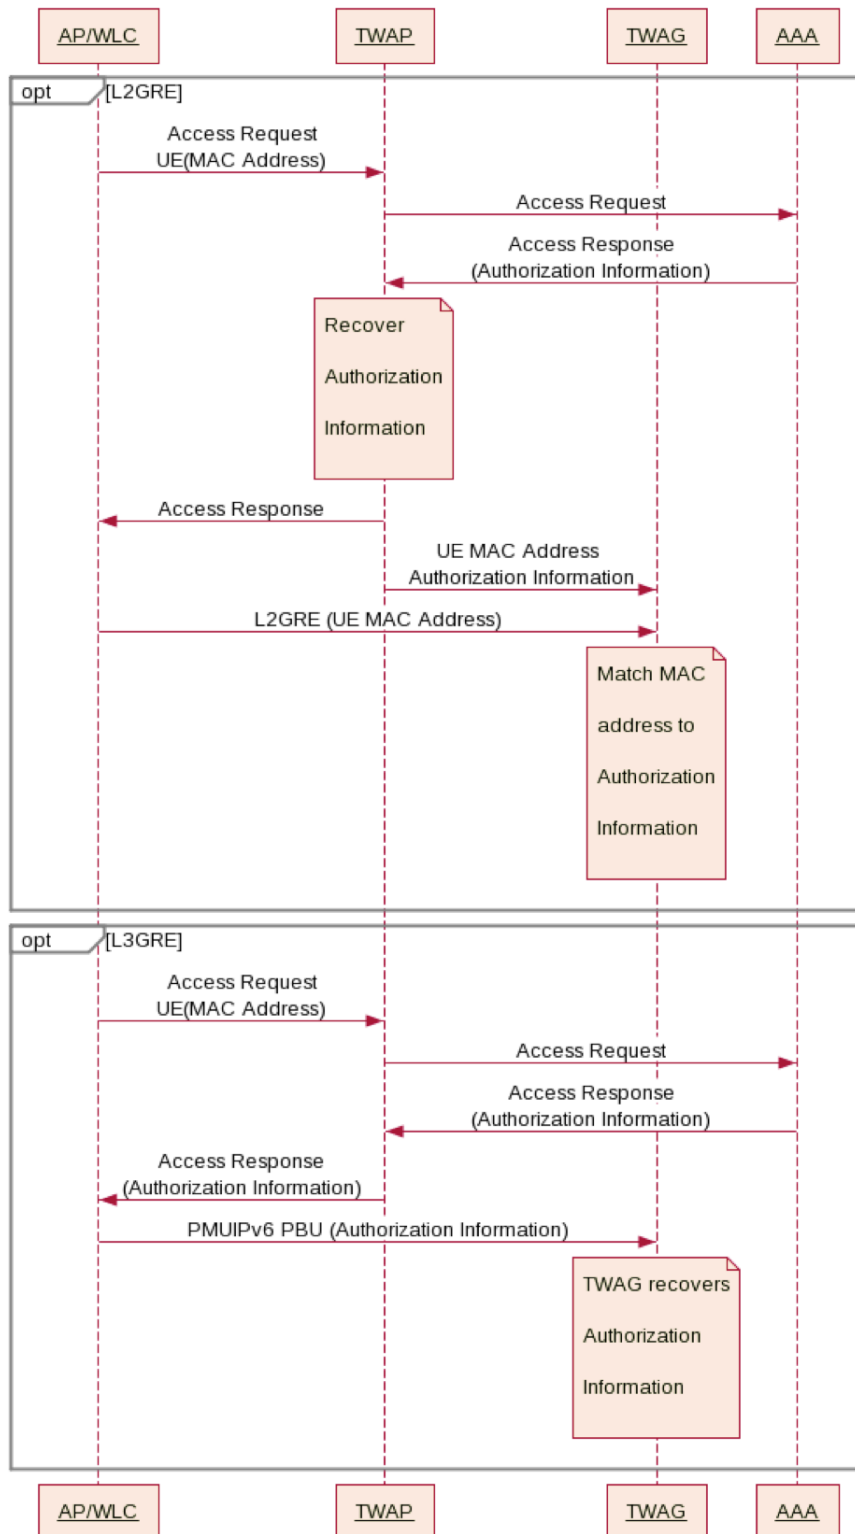 AP/WLC TWAP TWAG AAA
opt [L2GRE]
Access Request
UE(MAC Address)
Access Request
Access Response
(Authorization Information)
Recover
Authorization
Information
Access Response
UE MAC Address
Authorization Information
L2GRE (UE MAC Address)
Match MAC
address to
Authorization
Information
opt [L3GRE]
Access Request
UE(MAC Address)
Access Request
Access Response
(Authorization Information)
Access Response
(Authorization Information)
PMUIPv6 PBU (Authorization Information)
TWAG recovers
Authorization
Information
AP/WLC TWAP TWAG AAA